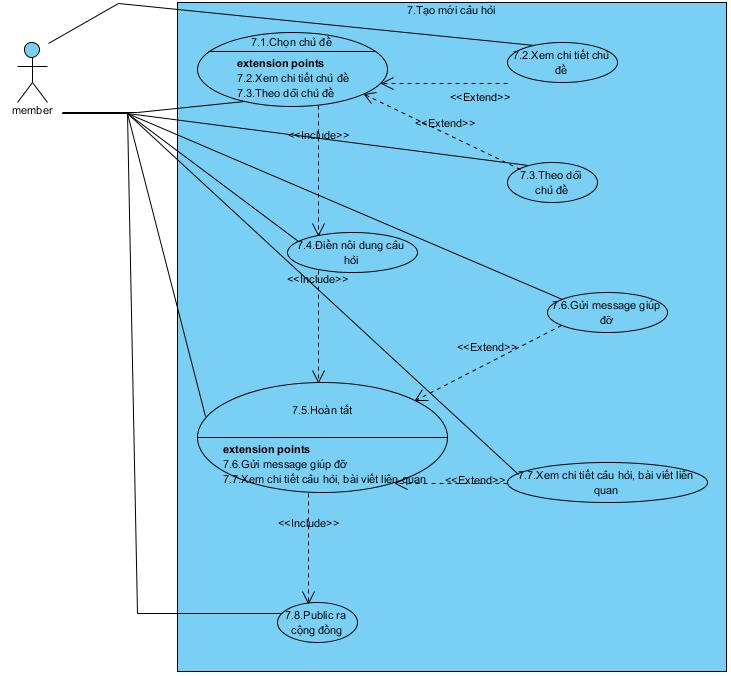 7.Tạo mới câu hỏi
member
7.1.Chọn chủ đề
extension points
7.2.Xem chi tiết chủ đề
7.3.Theo dõi chủ đề
7.2.Xem chi tiết chủ
đề
<<Extend>>
<<Extend>>
<<Include>>
7.3.Theo dõi
chủ đề
7.4.Điền nôi dung câu
hỏi
<<Include>>
7.6.Gửi message giúp
đỡ
<<Extend>>
7.5.Hoàn tất
extension points
7.6.Gửi message giúp đỡ
7.7.Xem chi tiết câu hỏi, bài viết liên quan
<<Extend>>
7.7.Xem chi tiết câu hỏi, bài viết liên
quan
<<Include>>
7.8.Public ra
cộng đồng